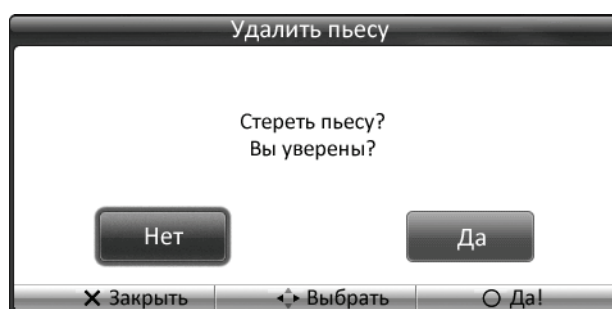 Удалить пьесу
Стереть пьесу?
Вы уверены?
Нет Да
Закрыть Выбрать Да!